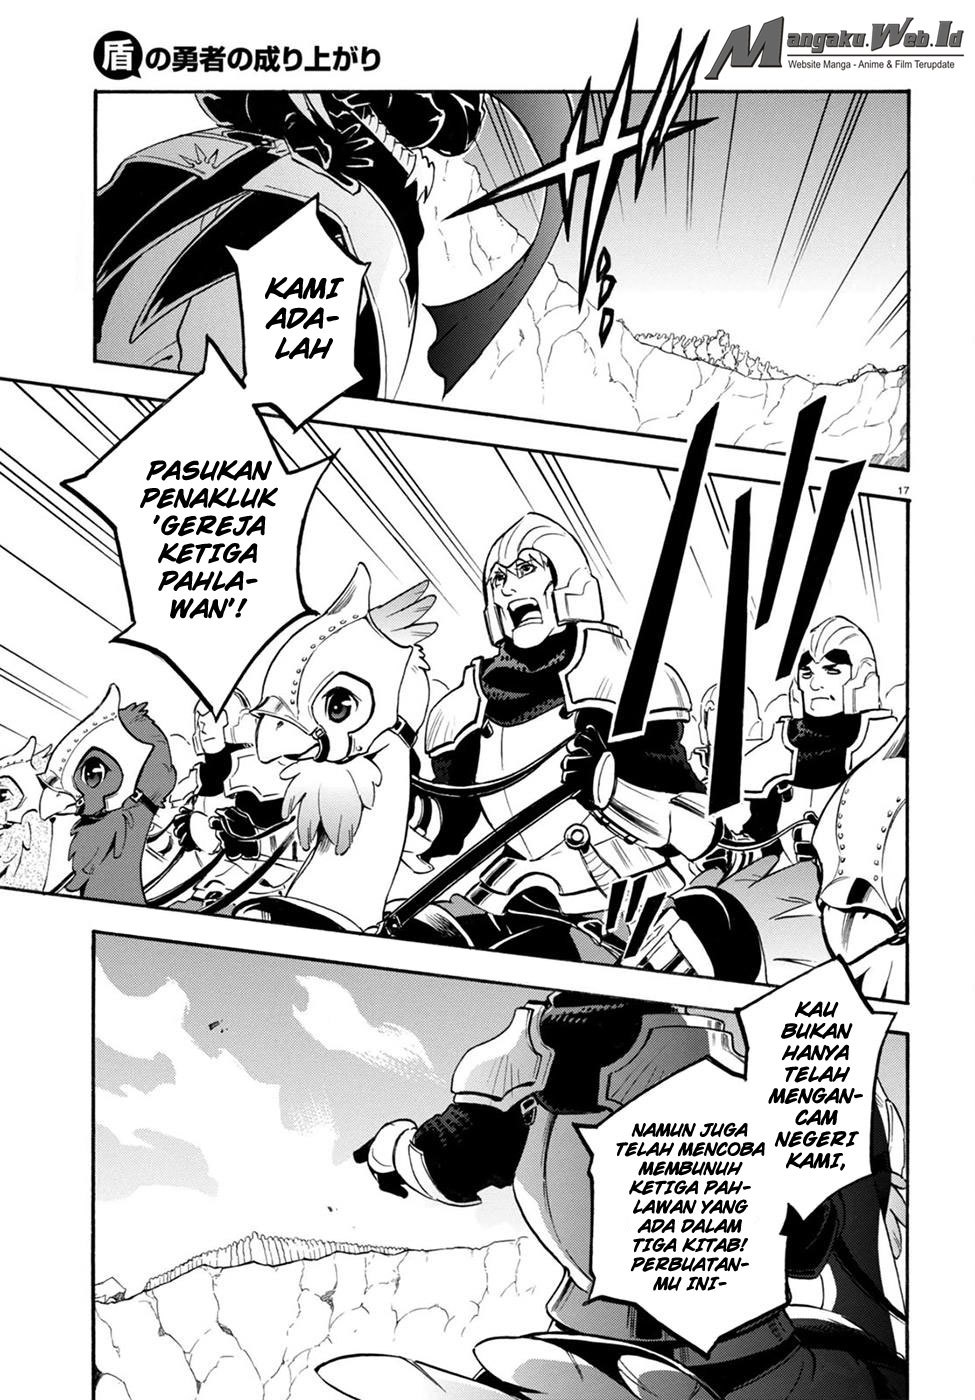 盾の勇者の成り上がり
Mangaku.Web.Id
Website Manga - Anime & Film Terupdate
KAMI
ADA-
LAH
17
PASUKAN
PENAKLUK
'GEREJA
KETIGA
PAHLA-
WAN'!
KAU
BUKAN
HANYA
TELAH
MENGAN-
CAM
NEGERI
KAMI,
NAMUN JUGA
TELAH MENCOBA
MEMBUNUH
KETIGA PAH-
LAWAN YANG
ADA DALAM
TIGA KITAB!
PERBUATAN-
MU INI-